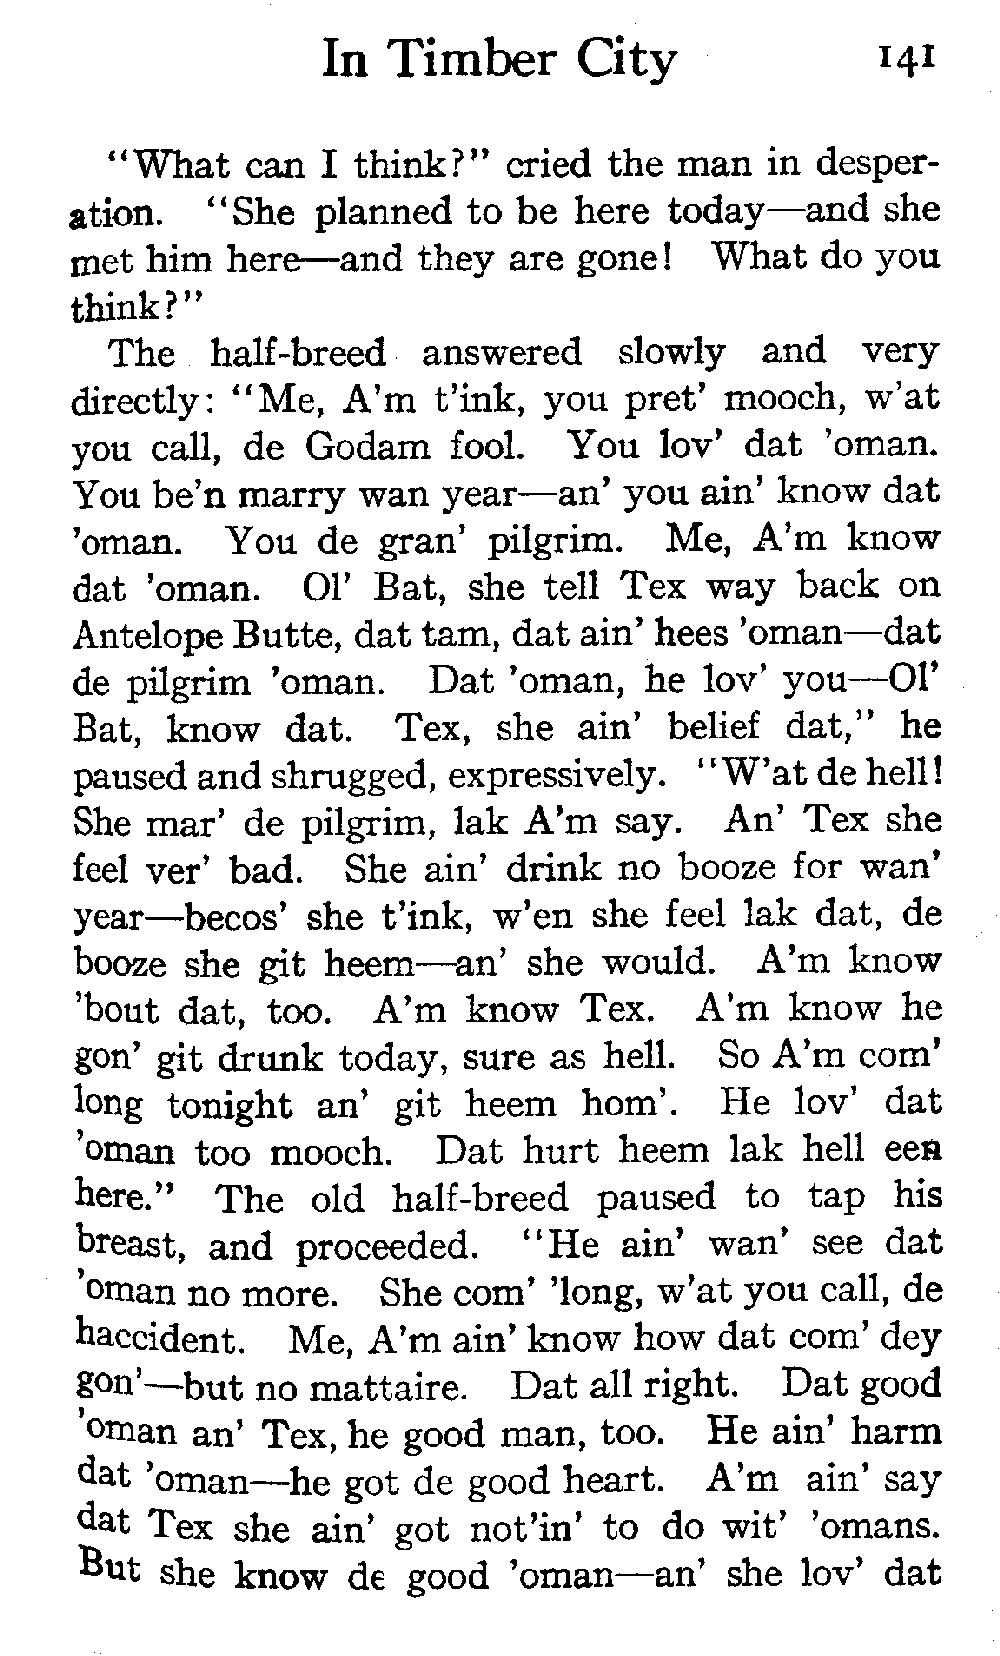 In Timber City 141
"What can I think?" cried the man in desper-
ation. "She planned to be here today—and she
met him here—and they are gone! What do you
think?"
The half-breed answered slowly and very
directly: "Me, A'm t'ink, you pret' mooch, w'at
you call, de Godam fool. You lov' dat 'oman.
You be'n marry wan year—an' you ain' know dat
'oman. You de gran' pilgrim. Me, A'm know
dat 'oman. Ol' Bat, she tell Tex way back on
Antelope Butte, dat tam, dat ain' hees 'oman—dat
de pilgrim 'oman. Dat 'oman, he lov' you—Ol'
Bat, know dat. Tex, she ain' belief dat," he
paused and shrugged, expressively. "W'at de hell!
She mar' de pilgrim, lak A'm say. An' Tex she
feel ver' bad. She ain' drink no booze for wan'
year—becos' she t'ink, w'en she feel lak dat, de
booze she git heem—an' she would. A'm know
'bout dat, too. A'm know Tex. A'm know he
gon' git drunk today, sure as hell. So A'm com'
long tonight an' git heem hom'. He lov' dat
'oman too mooch. Dat hurt heem lak hell een
here." The old half-breed paused to tap his
breast, and proceeded. "He ain' wan' see dat
'oman no more. She com' 'long, w'at you call, de
haccident. Me, A'm ain' know how dat com' dey
gon'—but no mattaire. Dat all right. Dat good
'oman an' Tex, he good man, too. He ain' harm
dat 'oman—he got de good heart. A'm ain' say
dat Tex she ain' got not'in' to do wit' 'omans.
But she know de good 'oman—an' she lov' dat